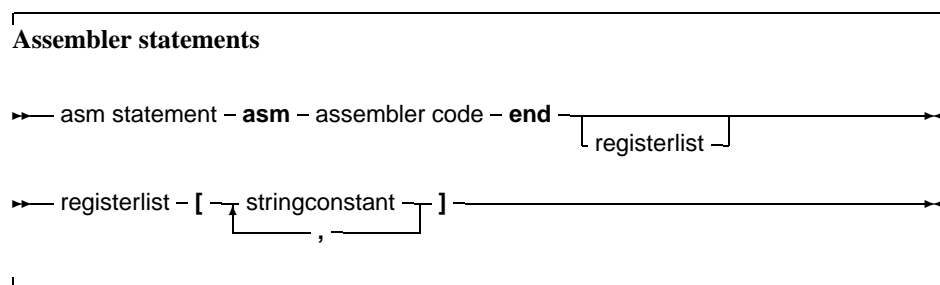 Assembler statements
asm statement asm assembler code end
registerlist
registerlist [ stringconstant ]
,